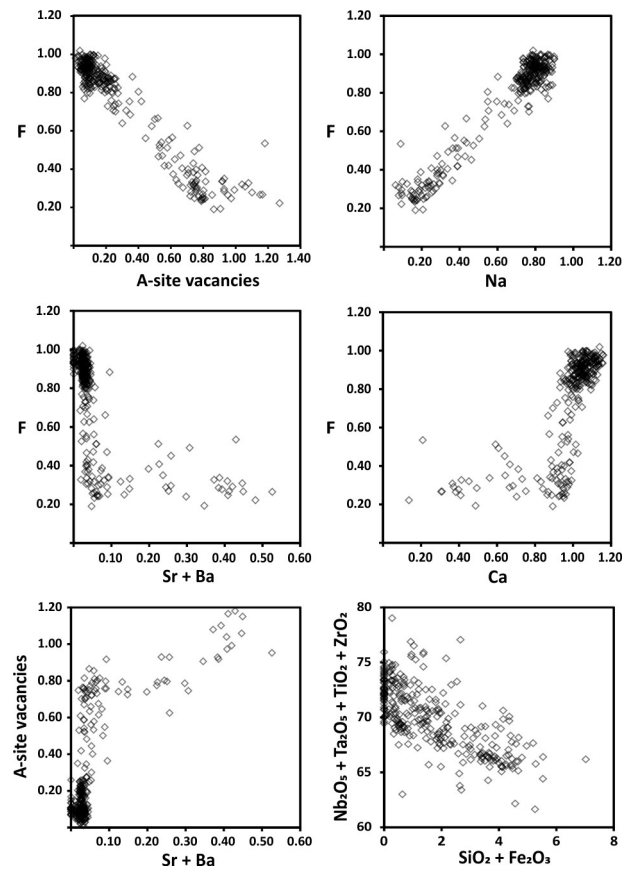 1.20
1.00
0.80
F
0.60
0.40
0.20
0.20 0.40 0.60 0.80 1.00 1.20 1.40
A-site vacancies
1.20
1.00
0.80
F
0.60
0.40
0.20
0.20 0.40 0.60 0.80 1.00 1.20
Na
1.20
1.00
0.80
F
0.60
0.40
0.20
0.10 0.20 0.30 0.40 0.50 0.60
Sr + Ba
1.20
1.00
0.80
F
0.60
0.40
0.20
0.20 0.40 0.60 0.80 1.00 1.20
Ca
A-site vacancies
1.20
1.00
0.80
0.60
0.40
0.20
0.10 0.20 0.30 0.40 0.50 0.60
Sr + Ba
Nb₂O₅ + Ta₂O₅ + TiO₂ + ZrO₂
80
75
70
65
60
0 2 4 6 8
SiO₂ + Fe₂O₃